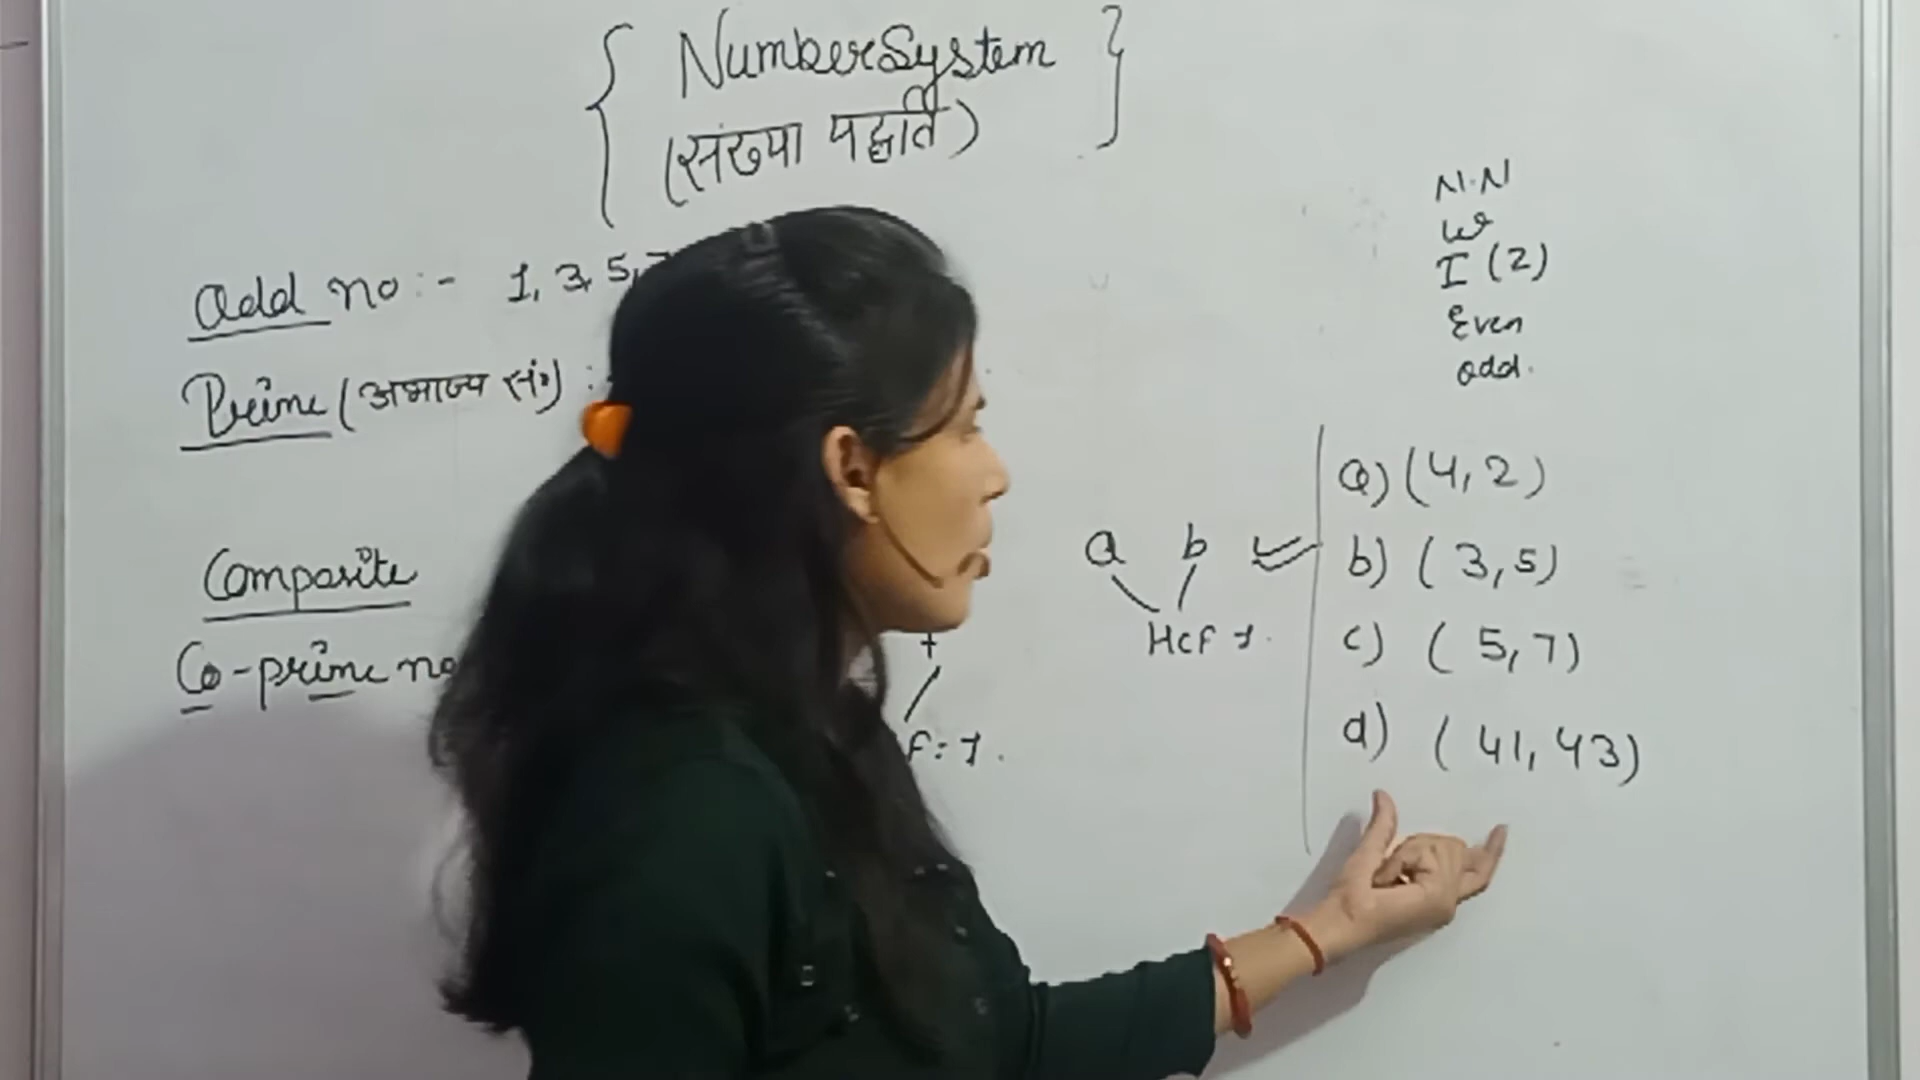 Number System
(संख्या पद्धति)
N.N
I (2)
Even
odd.
Odd no :- 1, 3, 5, 7
Prime (अभाज्य सं०) :
Composite
Co-prime no
F = 1.
a b
HCF 1.
a) (4, 2)
b) (3, 5)
c) (5, 7)
d) (41, 43)